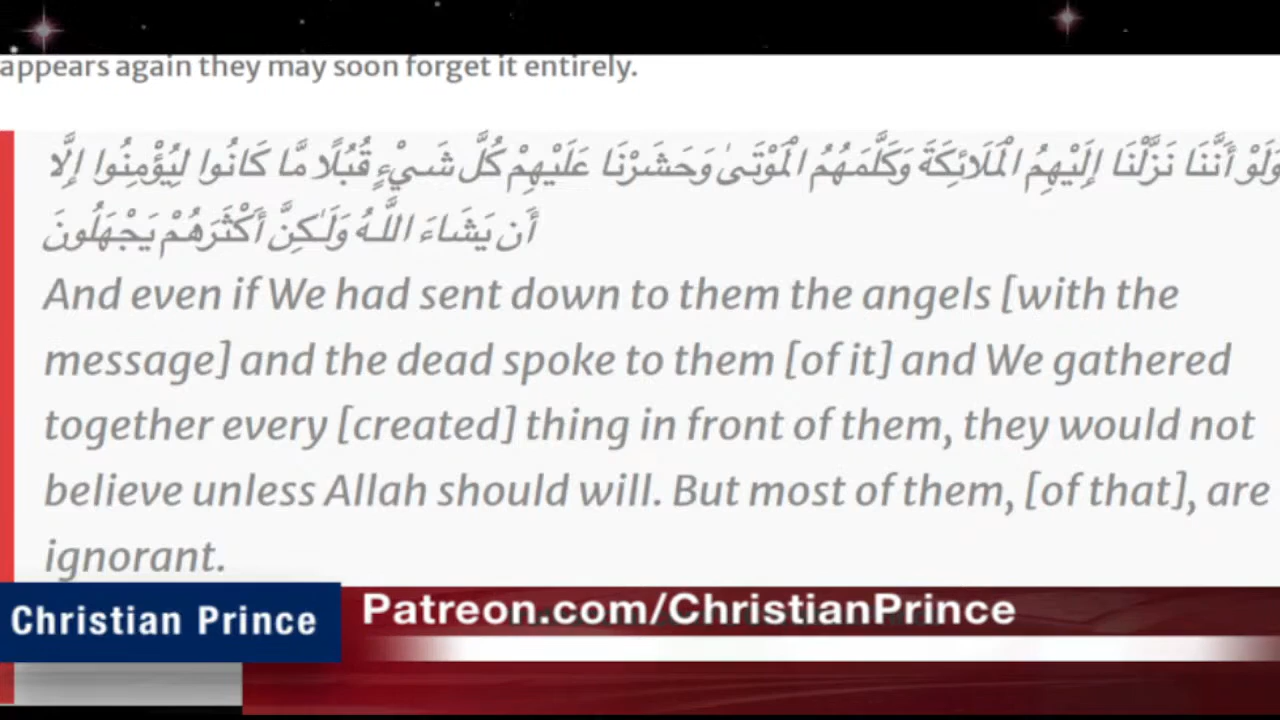 appears again they may soon forget it entirely.
وَلَوْ أَنَّنَا نَزَّلْنَا إِلَيْهِمُ الْمَلَائِكَةَ وَكَلَّمَهُمُ الْمَوْتَىٰ وَحَشَرْنَا عَلَيْهِمْ كُلَّ شَيْءٍ قُبُلًا مَّا كَانُوا لِيُؤْمِنُوا إِلَّا
أَن يَشَاءَ اللَّهُ وَلَٰكِنَّ أَكْثَرَهُمْ يَجْهَلُونَ
And even if We had sent down to them the angels [with the
message] and the dead spoke to them [of it] and We gathered
together every [created] thing in front of them, they would not
believe unless Allah should will. But most of them, [of that], are
ignorant.
Christian Prince
Patreon.com/ChristianPrince